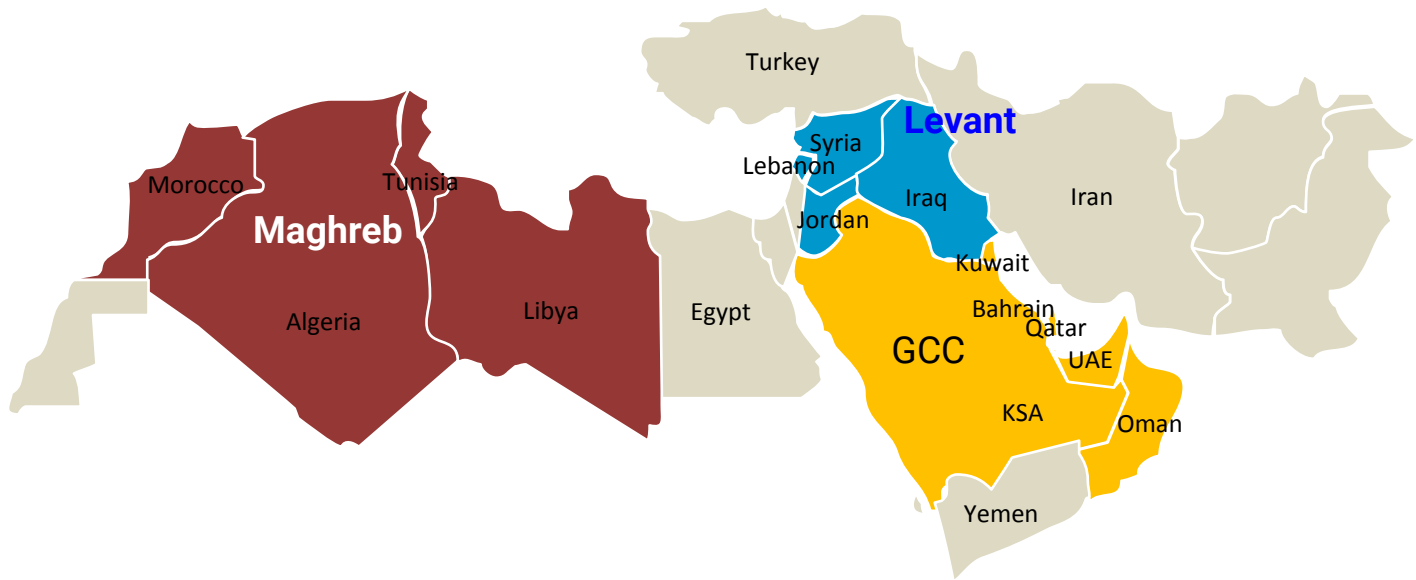 Turkey
Levant
Syria
Lebanon
Morocco
Tunisia
Iraq
Iran
Jordan
Maghreb
Kuwait
Bahrain
Algeria
Libya
Egypt
Qatar
GCC
UAE
KSA
Oman
Yemen